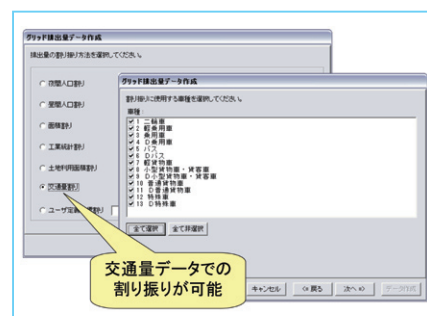 グリッド排出量データ作成
排出量の割り振り方法を選択してください。
夜間人口割り
昼間人口割り
面積割り
工業統計割り
土地利用面積割り
交通量割り
グリッド排出量データ作成
割り振りに使用する車種を選択してください。
車種:
1 二輪車
2 軽乗用車
3 乗用車
4 D乗用車
5 バス
6 Dバス
7 軽貨物車
8 小型貨物車・貨客車
9 D小型貨物車・貨客車
10 普通貨物車
11 D普通貨物車
12 特殊車
13 D特殊車
全て選択 全て非選択
交通量データでの
割り振りが可能
キャンセル <<戻る 次へ>> データ作成